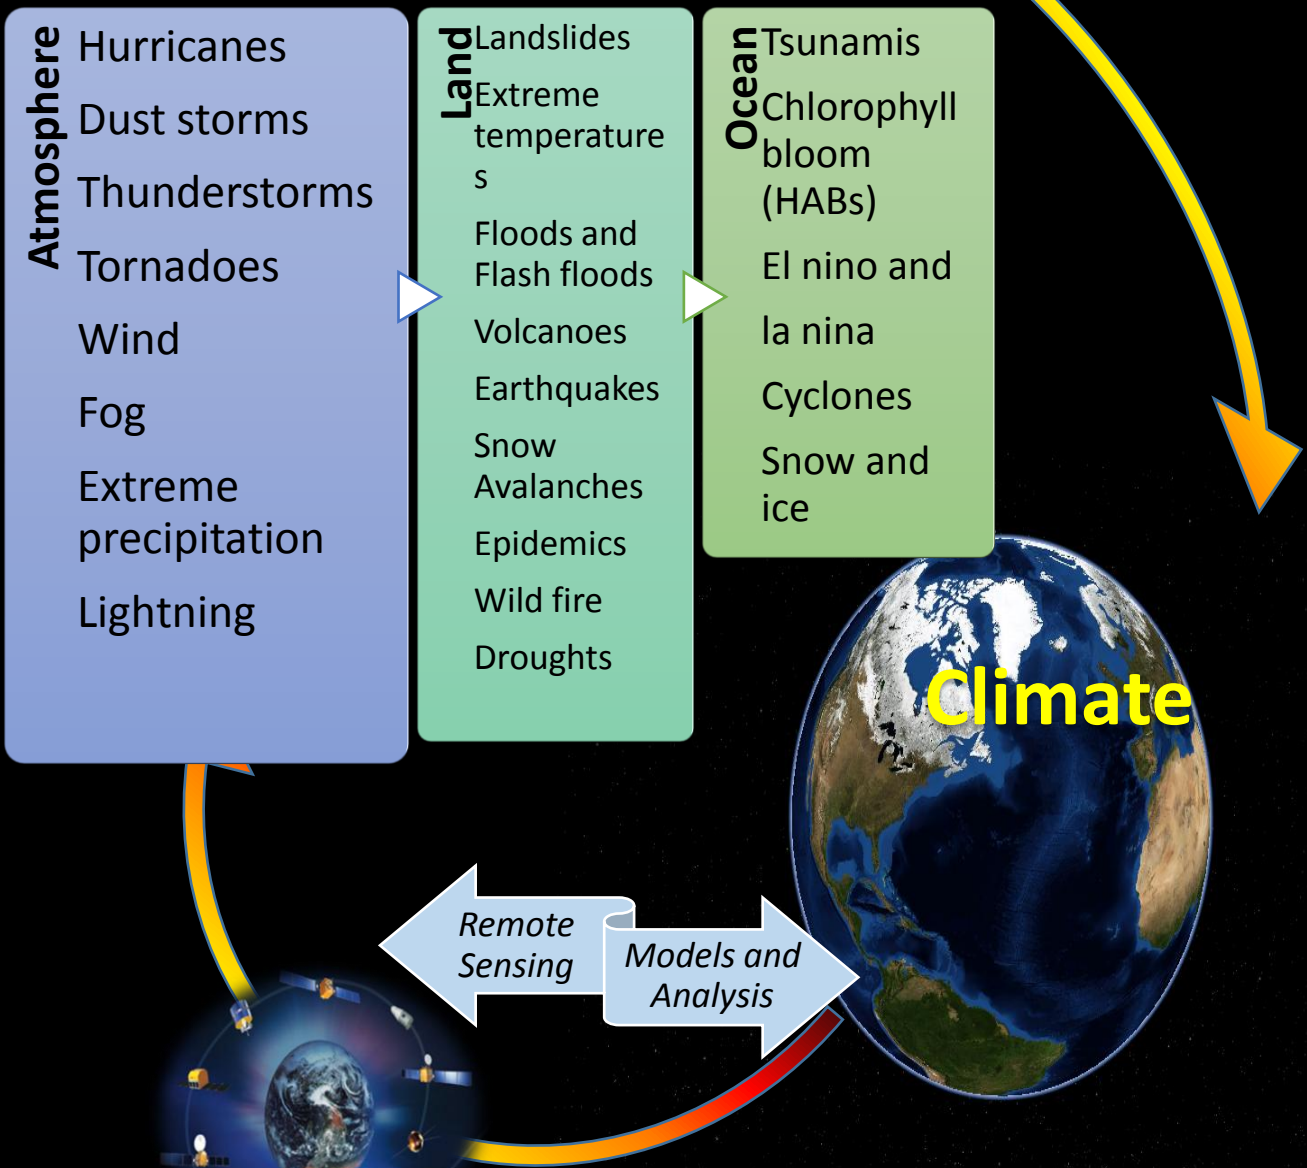 Atmosphere
Hurricanes
Dust storms
Thunderstorms
Tornadoes
Wind
Fog
Extreme
precipitation
Lightning
Land
Landslides
Extreme
temperature
s
Floods and
Flash floods
Volcanoes
Earthquakes
Snow
Avalanches
Epidemics
Wild fire
Droughts
Ocean
Tsunamis
Chlorophyll
bloom
(HABs)
El nino and
la nina
Cyclones
Snow and
ice
Climate
Remote
Sensing
Models and
Analysis